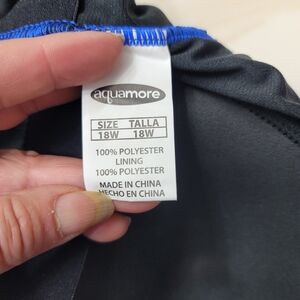 aquamore
SIZE TALLA
18W 18W
100% POLYESTER
LINING
100% POLYESTER
MADE IN CHINA
HECHO EN CHINA